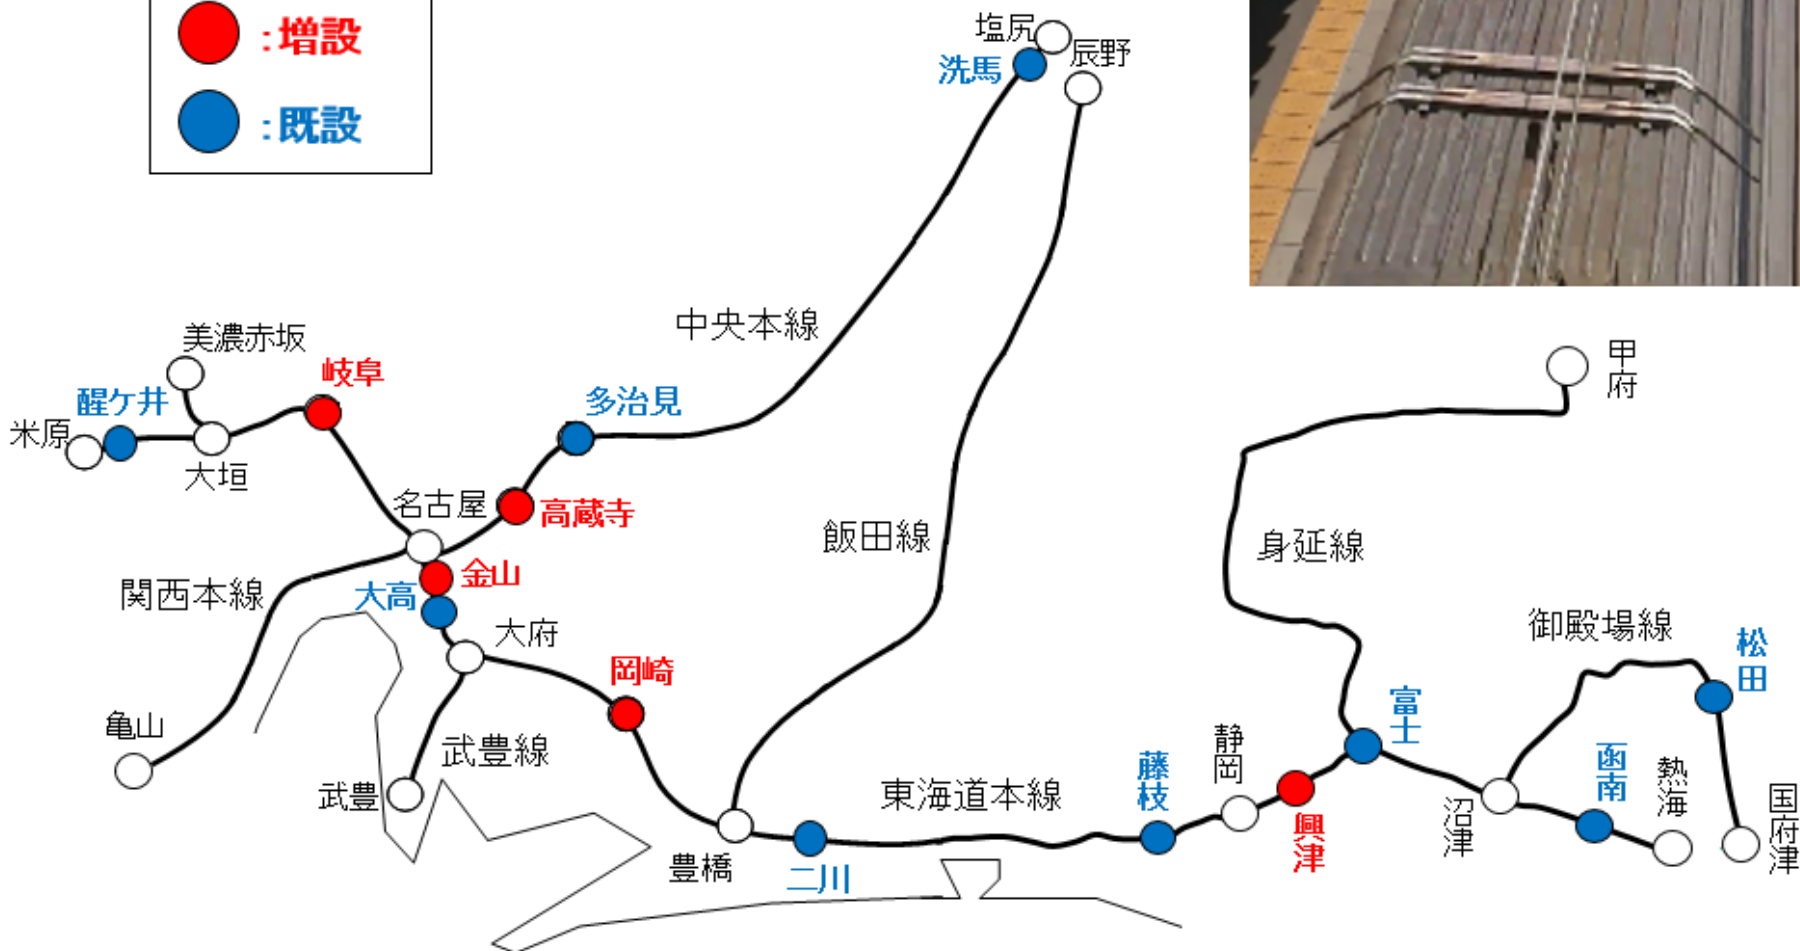 ：増設
：既設
塩尻
洗馬
辰野
中央本線
美濃赤坂
岐阜
醒ケ井
米原
大垣
多治見
名古屋
高蔵寺
関西本線
金山
大高
大府
岡崎
亀山
武豊線
武豊
飯田線
豊橋
二川
東海道本線
藤枝
静岡
興津
富士
身延線
甲府
御殿場線
松田
函南
沼津
熱海
国府津